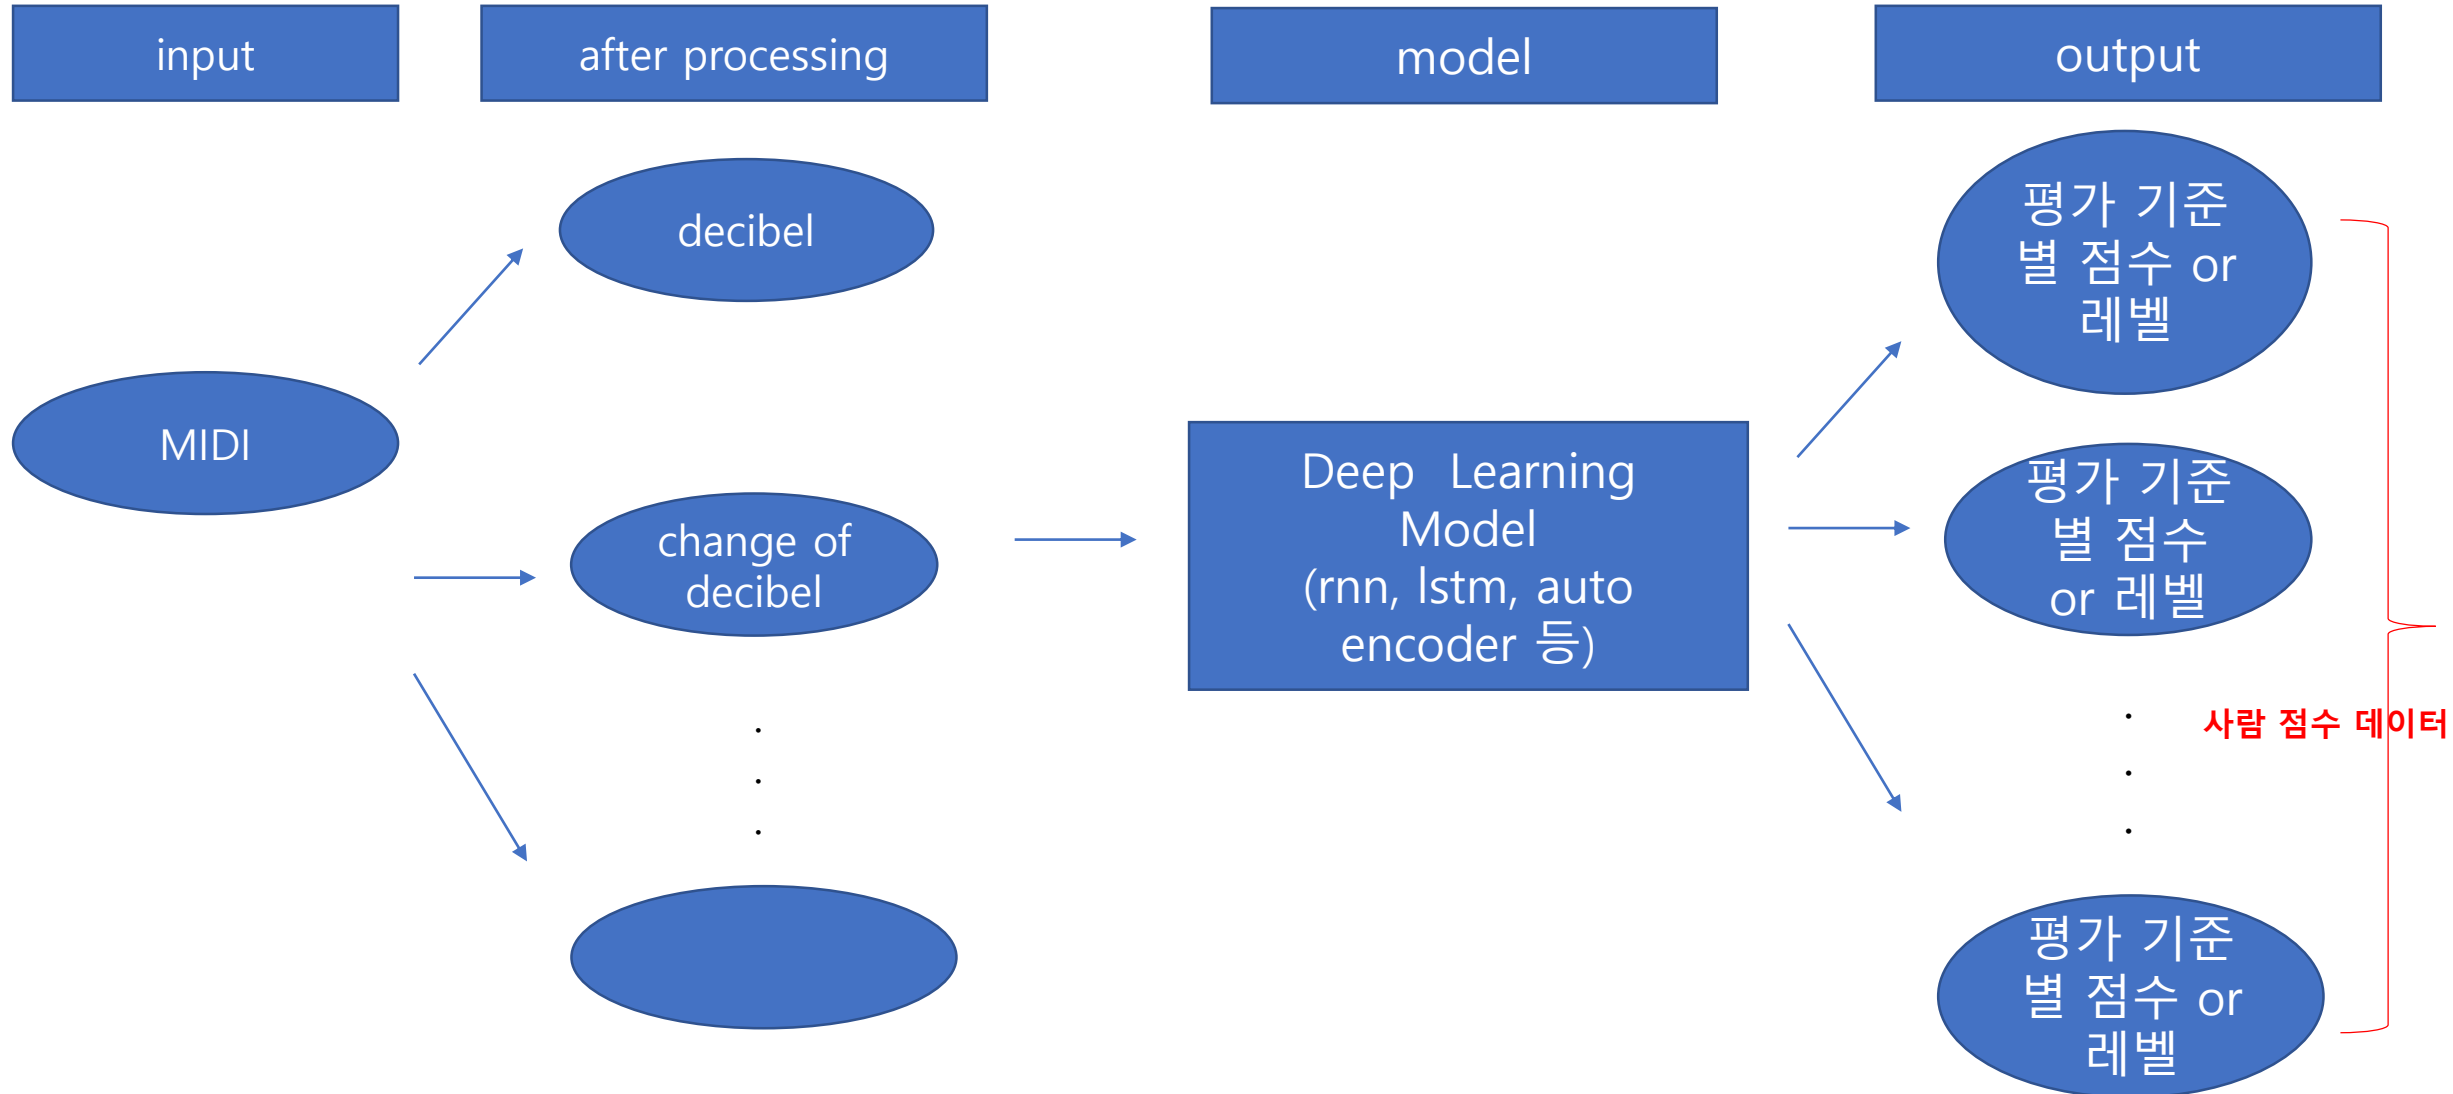 input
after processing
model
output
decibel
MIDI
change of
decibel
.
.
.
Deep Learning
Model
(rnn, lstm, auto
encoder 등)
평가 기준
별 점수 or
레벨
평가 기준
별 점수
or 레벨
.
.
.
사람 점수 데이터
평가 기준
별 점수 or
레벨